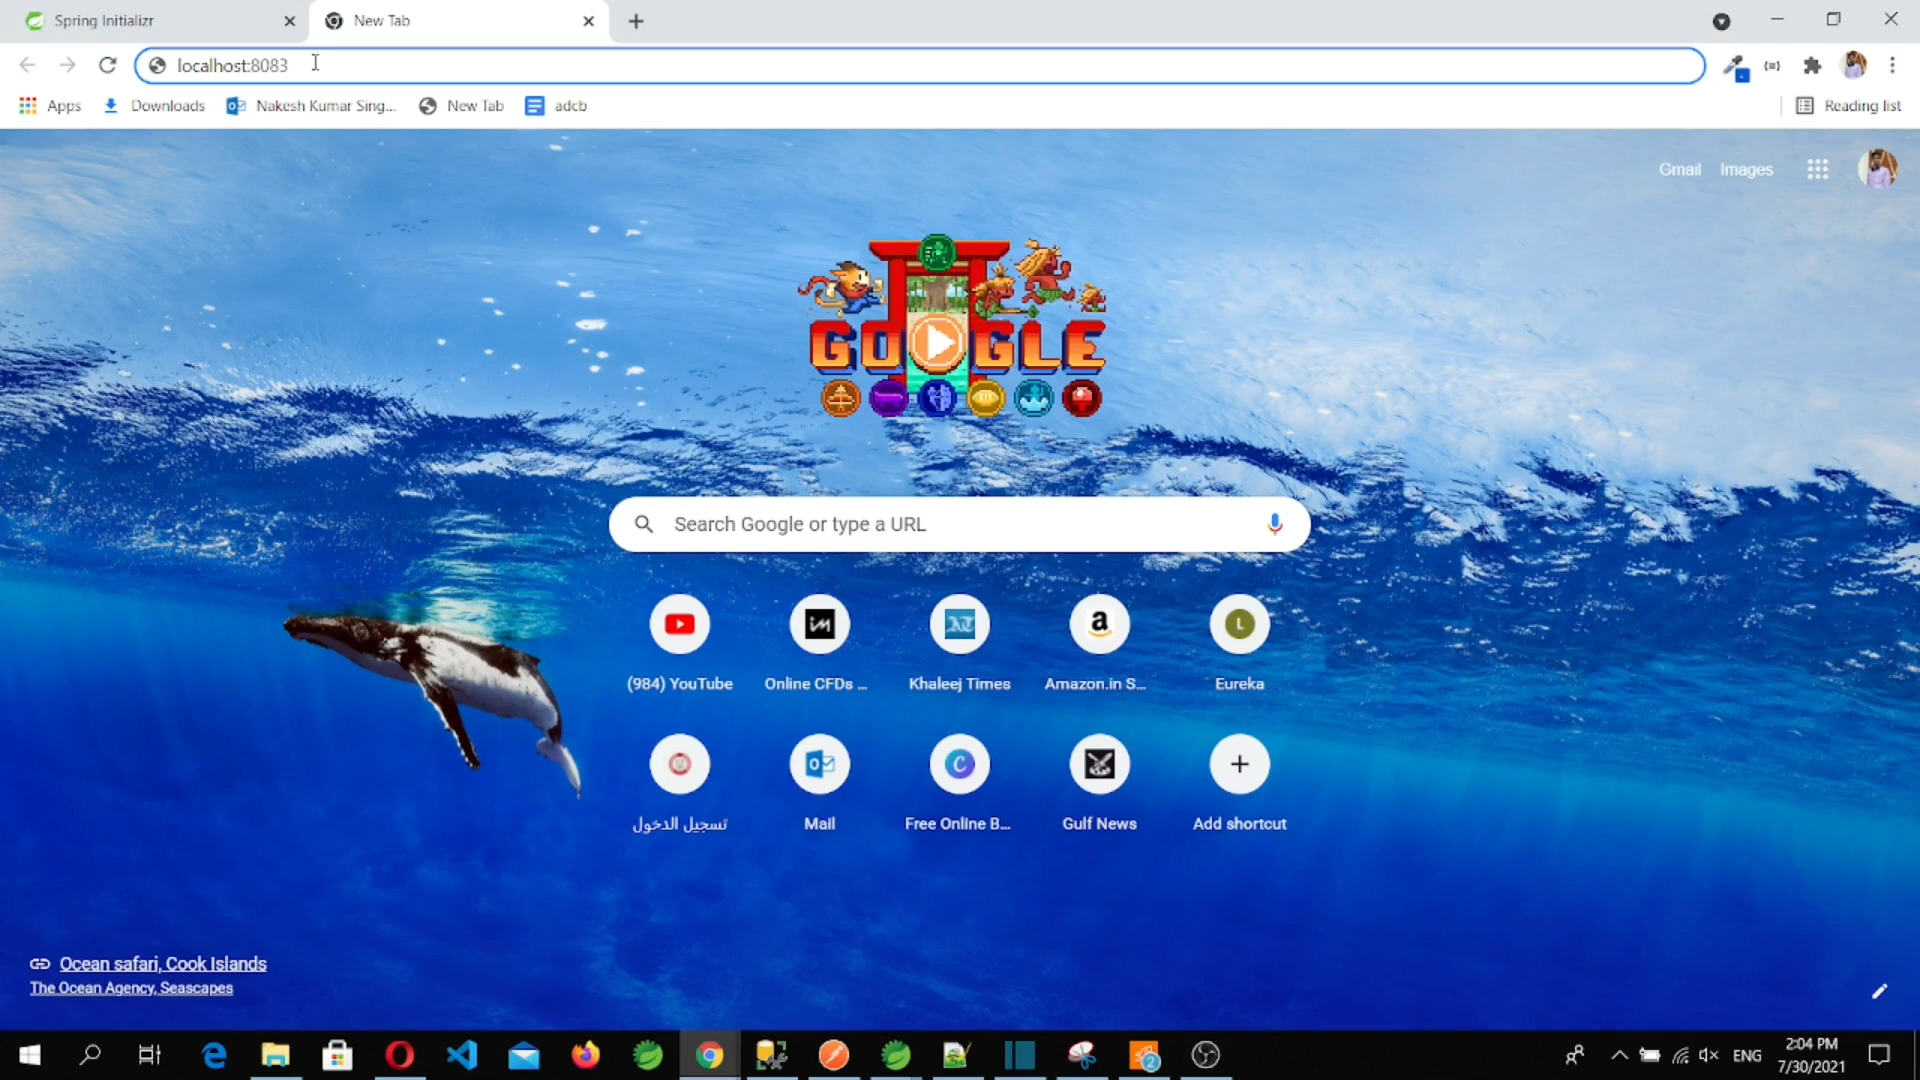 Spring Initializr
New Tab
localhost:8083
Apps
Downloads
Nakesh Kumar Sing...
New Tab
adcb
Reading list
Gmail
Images
GOOGLE
Search Google or type a URL
(984) YouTube
Online CFDs ...
Khaleej Times
Amazon.in S...
Eureka
تسجيل الدخول
Mail
Free Online B...
Gulf News
Add shortcut
Ocean safari, Cook Islands
The Ocean Agency, Seascapes
ENG
2:04 PM
7/30/2021